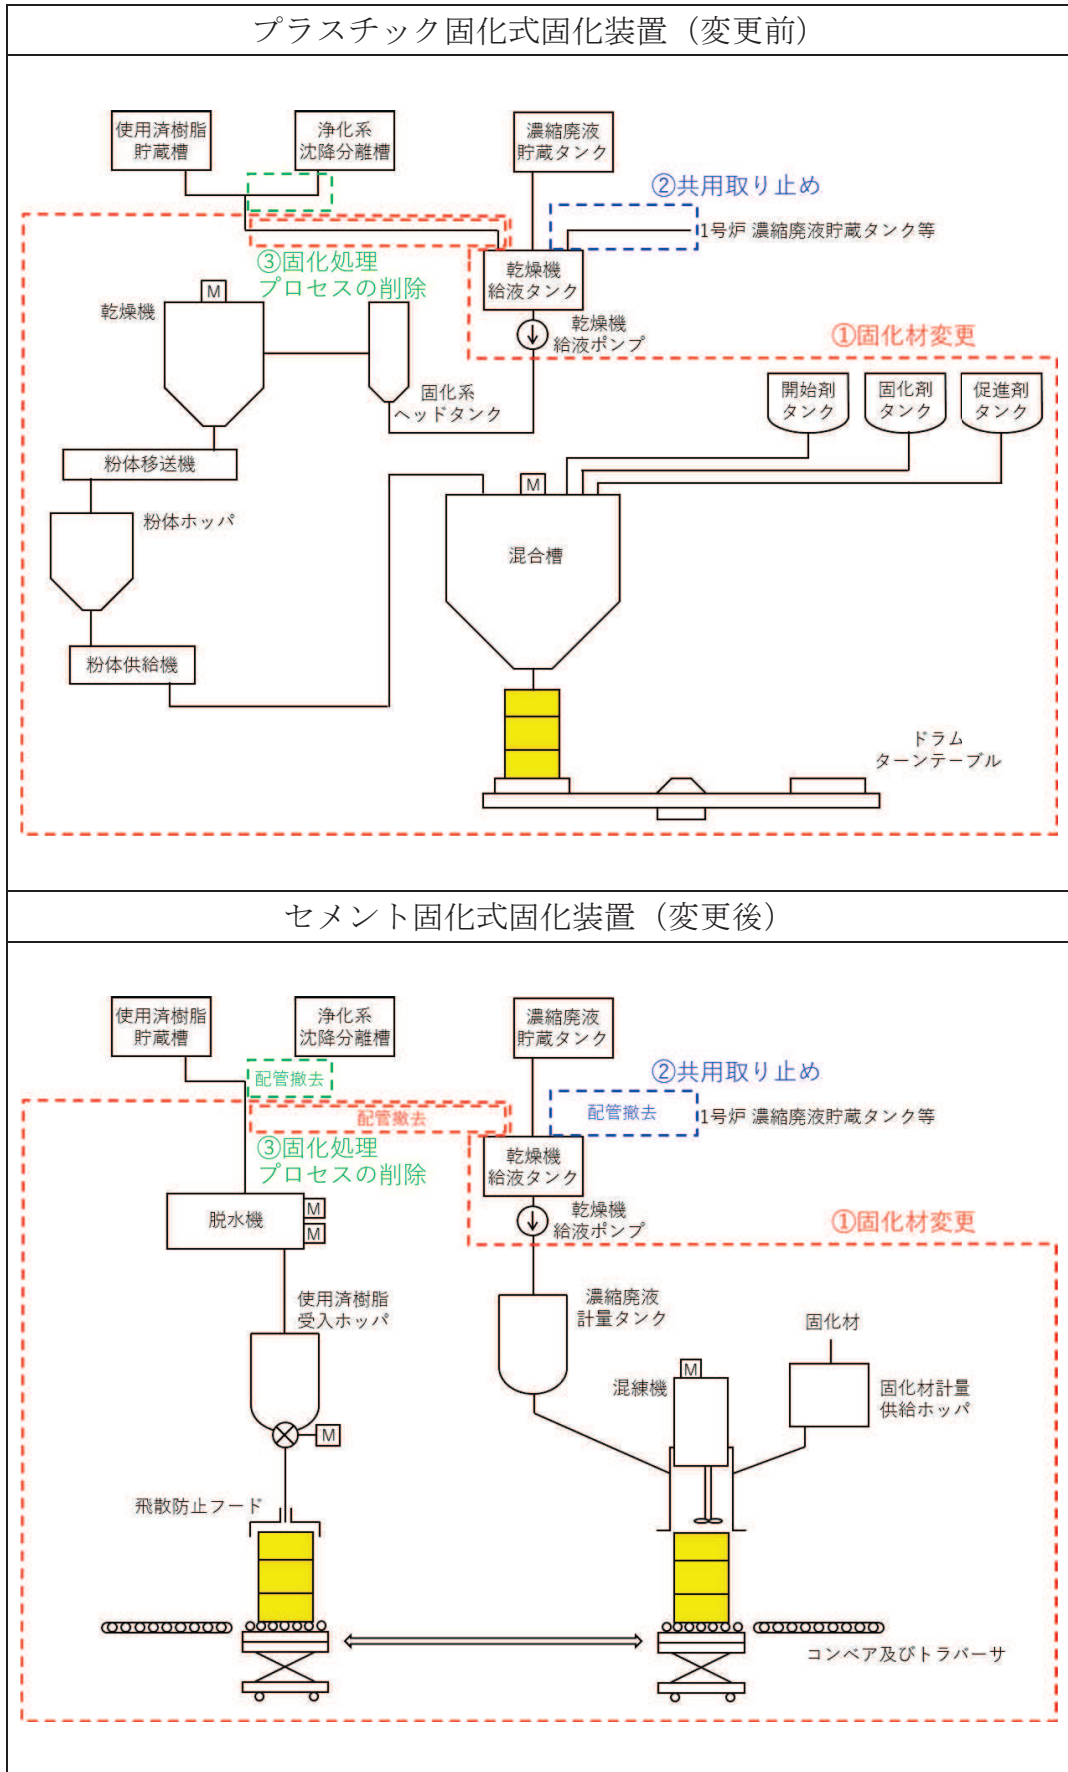 プラスチック固化式固化装置（変更前）
使用済樹脂
貯蔵槽
浄化系
沈降分離槽
濃縮廃液
貯蔵タンク
②共用取り止め
1号炉 濃縮廃液貯蔵タンク等
③固化処理
プロセスの削除
乾燥機
給液タンク
M
乾燥機
乾燥機
給液ポンプ
①固化材変更
固化系
ヘッドタンク
開始剤
タンク
固化剤
タンク
促進剤
タンク
粉体移送機
M
粉体ホッパ
混合槽
粉体供給機
ドラム
ターンテーブル
セメント固化式固化装置（変更後）
使用済樹脂
貯蔵槽
浄化系
沈降分離槽
濃縮廃液
貯蔵タンク
②共用取り止め
配管撤去
配管撤去
配管撤去
1号炉 濃縮廃液貯蔵タンク等
③固化処理
プロセスの削除
乾燥機
給液タンク
脱水機
M
M
乾燥機
給液ポンプ
①固化材変更
使用済樹脂
受入ホッパ
濃縮廃液
計量タンク
固化材
M
混練機
固化材計量
供給ホッパ
M
飛散防止フード
コンベア及びトラバーサ